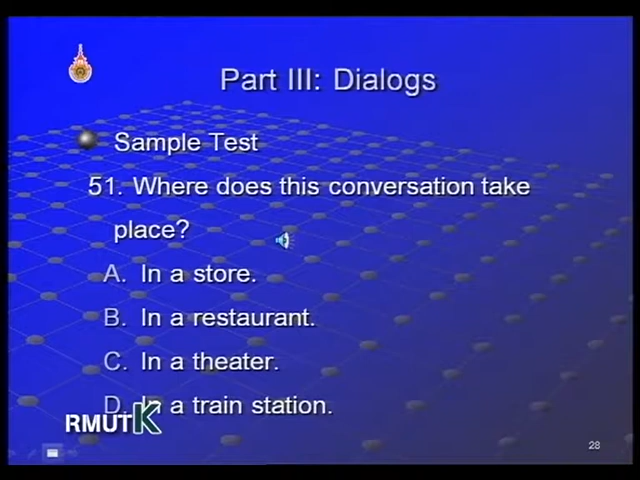 Part III: Dialogs
Sample Test
51. Where does this conversation take
place?
A. In a store.
B. In a restaurant.
C. In a theater.
D. In a train station.
RMUTK
28